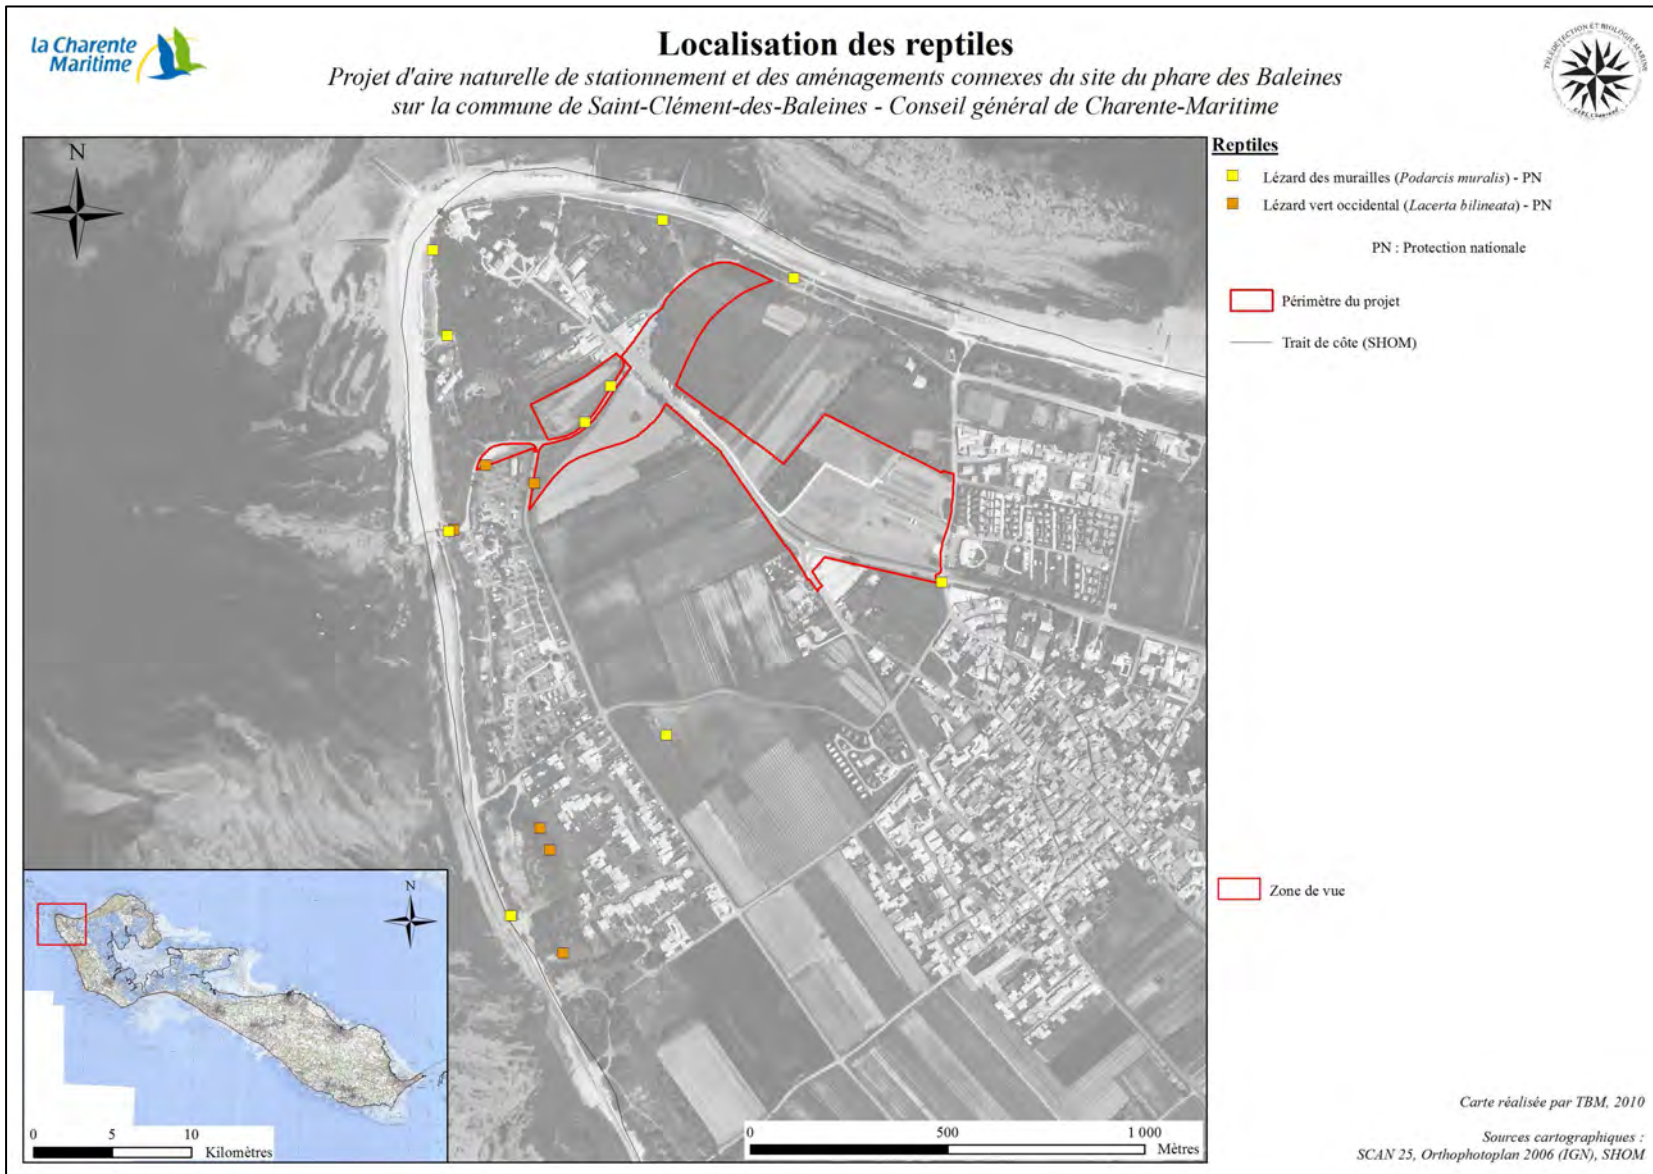 la Charente
Maritime
Localisation des reptiles
Projet d'aire naturelle de stationnement et des aménagements connexes du site du phare des Baleines
sur la commune de Saint-Clément-des-Baleines - Conseil général de Charente-Maritime
TÉLÉDÉTECTION ET BIOLOGIE MARINE
N
Reptiles
Lézard des murailles (Podarcis muralis) - PN
Lézard vert occidental (Lacerta bilineata) - PN
PN : Protection nationale
Périmètre du projet
Trait de côte (SHOM)
Zone de vue
N
0 5 10
Kilomètres
0 500 1 000
Mètres
Carte réalisée par TBM, 2010
Sources cartographiques :
SCAN 25, Orthophotoplan 2006 (IGN), SHOM